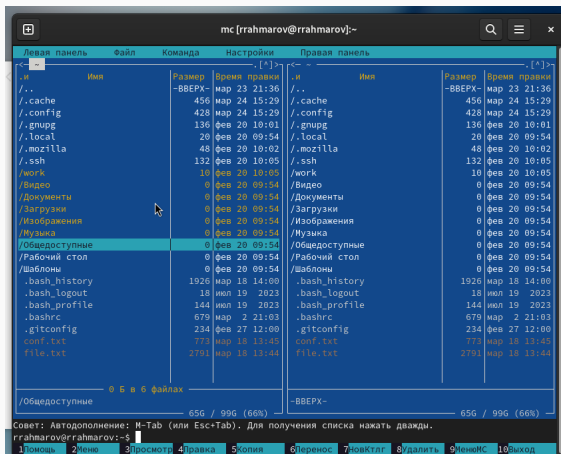 mc [rrahmarov@rrahmarov]:~
Левая панель Файл Команда Настройки Правая панель
<- ~ .[^]> <- ~ .[^]>
.и Имя Размер Время правки .и Имя Размер Время правки
/.. -ВВЕРХ- мар 23 21:36 /.. -ВВЕРХ- мар 23 21:36
/.cache 456 мар 24 15:29 /.cache 456 мар 24 15:29
/.config 428 мар 24 15:29 /.config 428 мар 24 15:29
/.gnupg 136 фев 20 10:01 /.gnupg 136 фев 20 10:01
/.local 20 фев 20 09:54 /.local 20 фев 20 09:54
/.mozilla 48 фев 20 10:02 /.mozilla 48 фев 20 10:02
/.ssh 132 фев 20 10:05 /.ssh 132 фев 20 10:05
/work 10 фев 20 10:05 /work 10 фев 20 10:05
/Видео 0 фев 20 09:54 /Видео 0 фев 20 09:54
/Документы 0 фев 20 09:54 /Документы 0 фев 20 09:54
/Загрузки 0 фев 20 09:54 /Загрузки 0 фев 20 09:54
/Изображения 0 фев 20 09:54 /Изображения 0 фев 20 09:54
/Музыка 0 фев 20 09:54 /Музыка 0 фев 20 09:54
/Общедоступные 0 фев 20 09:54 /Общедоступные 0 фев 20 09:54
/Рабочий стол 0 фев 20 09:54 /Рабочий стол 0 фев 20 09:54
/Шаблоны 0 фев 20 09:54 /Шаблоны 0 фев 20 09:54
.bash_history 1926 мар 18 14:00 .bash_history 1926 мар 18 14:00
.bash_logout 18 июл 19 2023 .bash_logout 18 июл 19 2023
.bash_profile 144 июл 19 2023 .bash_profile 144 июл 19 2023
.bashrc 679 мар 2 21:03 .bashrc 679 мар 2 21:03
.gitconfig 234 фев 27 12:00 .gitconfig 234 фев 27 12:00
conf.txt 773 мар 18 13:45 conf.txt 773 мар 18 13:45
file.txt 2791 мар 18 13:44 file.txt 2791 мар 18 13:44
0 Б в 6 файлах
/Общедоступные -ВВЕРХ-
65G / 99G (66%) 65G / 99G (66%)
Совет: Автодополнение: M-Tab (или Esc+Tab). Для получения списка нажать дважды.
rrahmarov@rrahmarov:~$
1Помощь 2Меню 3Просмотр 4Правка 5Копия 6Перенос 7НовКтлг 8Удалить 9МенюМС 10Выход